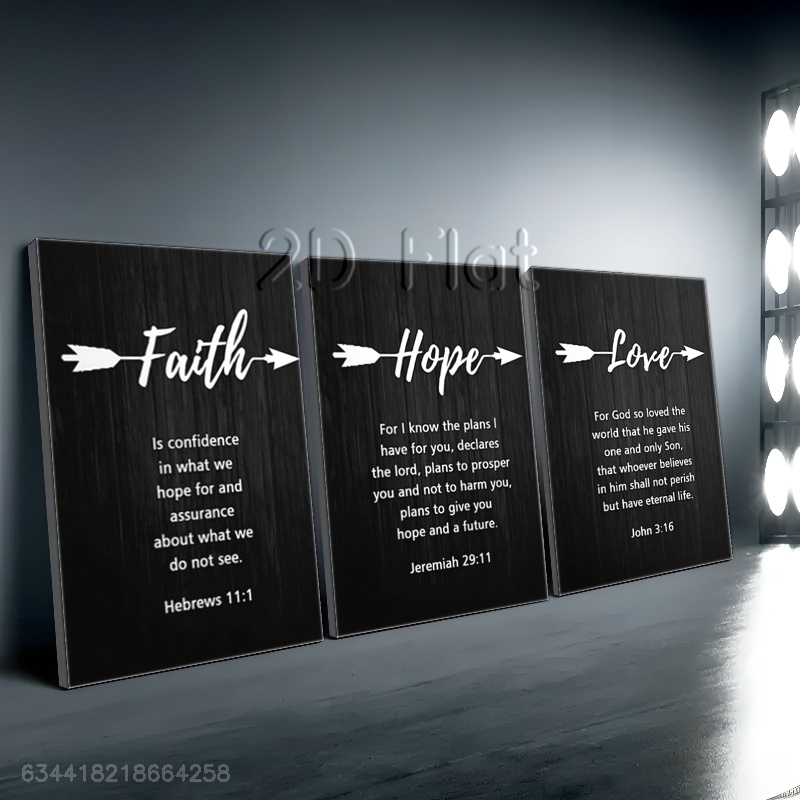 2D Flat
Faith
Is confidence
in what we
hope for and
assurance
about what we
do not see.
Hebrews 11:1
Hope
For I know the plans I
have for you, declares
the lord, plans to prosper
you and not to harm you,
plans to give you
hope and a future.
Jeremiah 29:11
Love
For God so loved the
world that he gave his
one and only Son,
that whoever believes
in him shall not perish
but have eternal life.
John 3:16
634418218664258